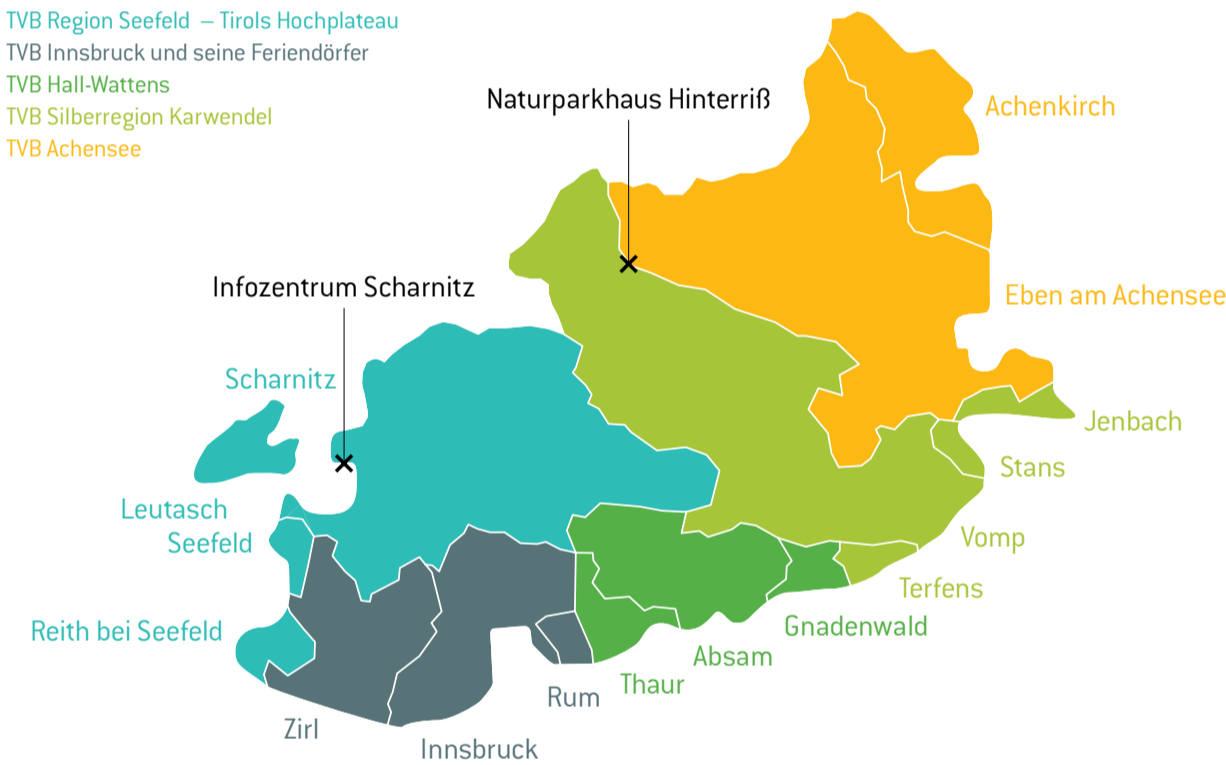 TVB Region Seefeld – Tirols Hochplateau
TVB Innsbruck und seine Feriendörfer
TVB Hall-Wattens
TVB Silberregion Karwendel
TVB Achensee
Naturparkhaus Hinterriß
Achenkirch
Infozentrum Scharnitz
Eben am Achensee
Scharnitz
Jenbach
Stans
Leutasch
Seefeld
Vomp
Terfens
Reith bei Seefeld
Gnadenwald
Absam
Thaur
Rum
Zirl
Innsbruck